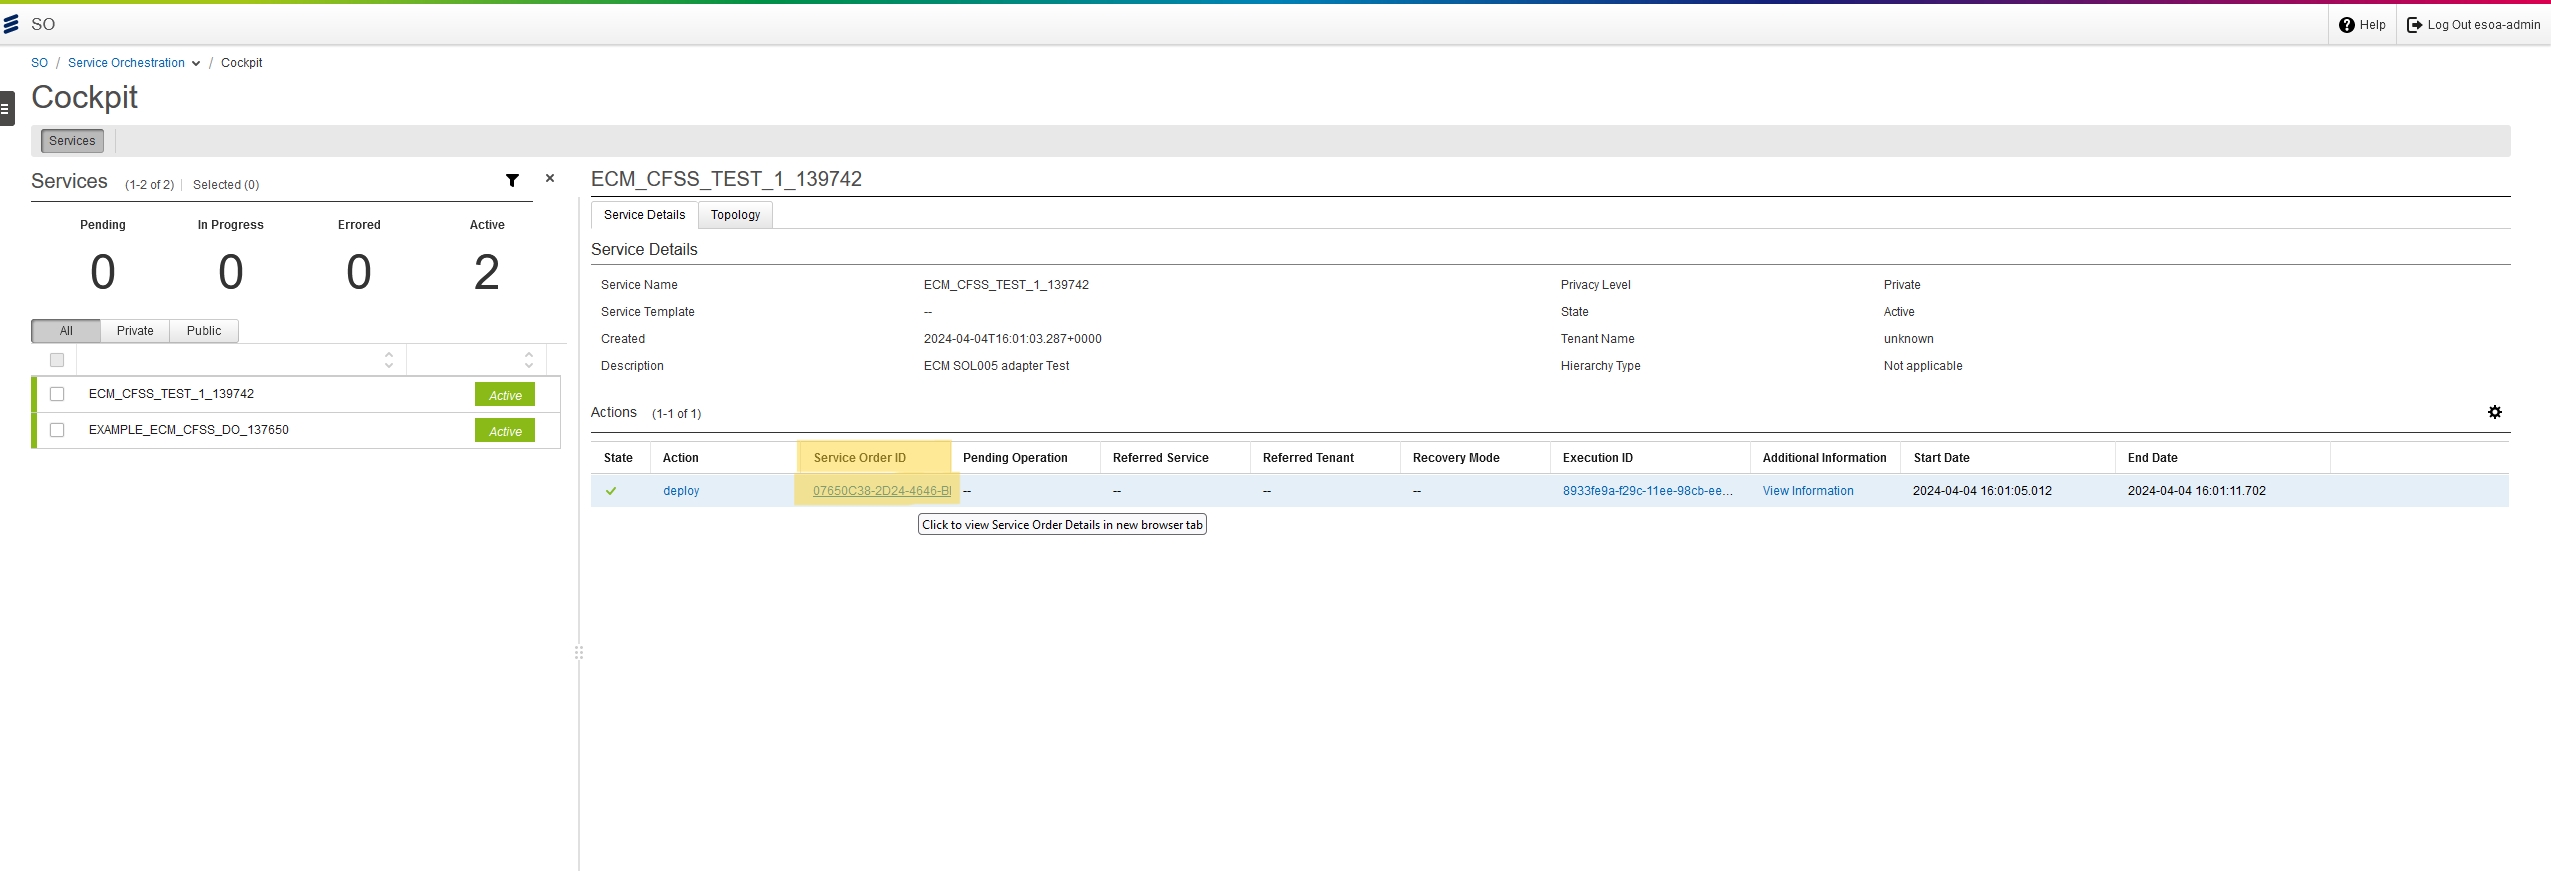 SO
Help
Log Out esoa-admin
SO / Service Orchestration / Cockpit
Cockpit
Services
Services (1-2 of 2) Selected (0)
Pending In Progress Errored Active
0 0 0 2
All Private Public
ECM_CFSS_TEST_1_139742 Active
EXAMPLE_ECM_CFSS_DO_137650 Active
ECM_CFSS_TEST_1_139742
Service Details Topology
Service Details
Service Name ECM_CFSS_TEST_1_139742 Privacy Level Private
Service Template -- State Active
Created 2024-04-04T16:01:03.287+0000 Tenant Name unknown
Description ECM SOL005 adapter Test Hierarchy Type Not applicable
Actions (1-1 of 1)
State Action Service Order ID Pending Operation Referred Service Referred Tenant Recovery Mode Execution ID Additional Information Start Date End Date
deploy 07650C38-2D24-4646-B -- -- -- -- 8933fe9a-f29c-11ee-98cb-ee... View Information 2024-04-04 16:01:05.012 2024-04-04 16:01:11.702
Click to view Service Order Details in new browser tab